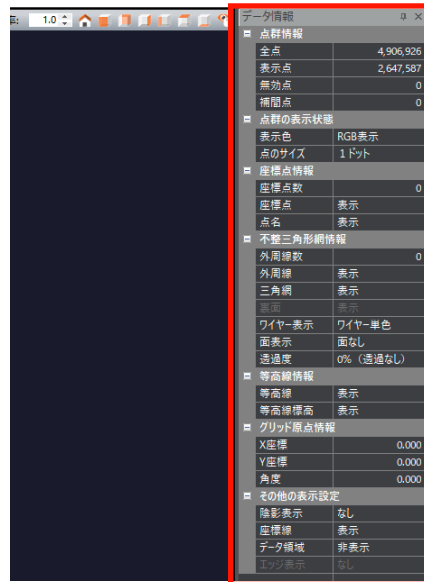 率: 1.0
データ情報
点群情報
全点 4,906,926
表示点 2,647,587
無効点 0
補間点 0
点群の表示状態
表示色 RGB表示
点のサイズ 1 ドット
座標点情報
座標点数 0
座標点 表示
点名 表示
不整三角形網情報
外周線数 0
外周線 表示
三角網 表示
裏面 表示
ワイヤー表示 ワイヤー単色
面表示 面なし
透過度 0% (透過なし)
等高線情報
等高線 表示
等高線標高 表示
グリッド原点情報
X座標 0.000
Y座標 0.000
角度 0.000
その他の表示設定
陰影表示 なし
座標線 表示
データ領域 非表示
エッジ表示 なし